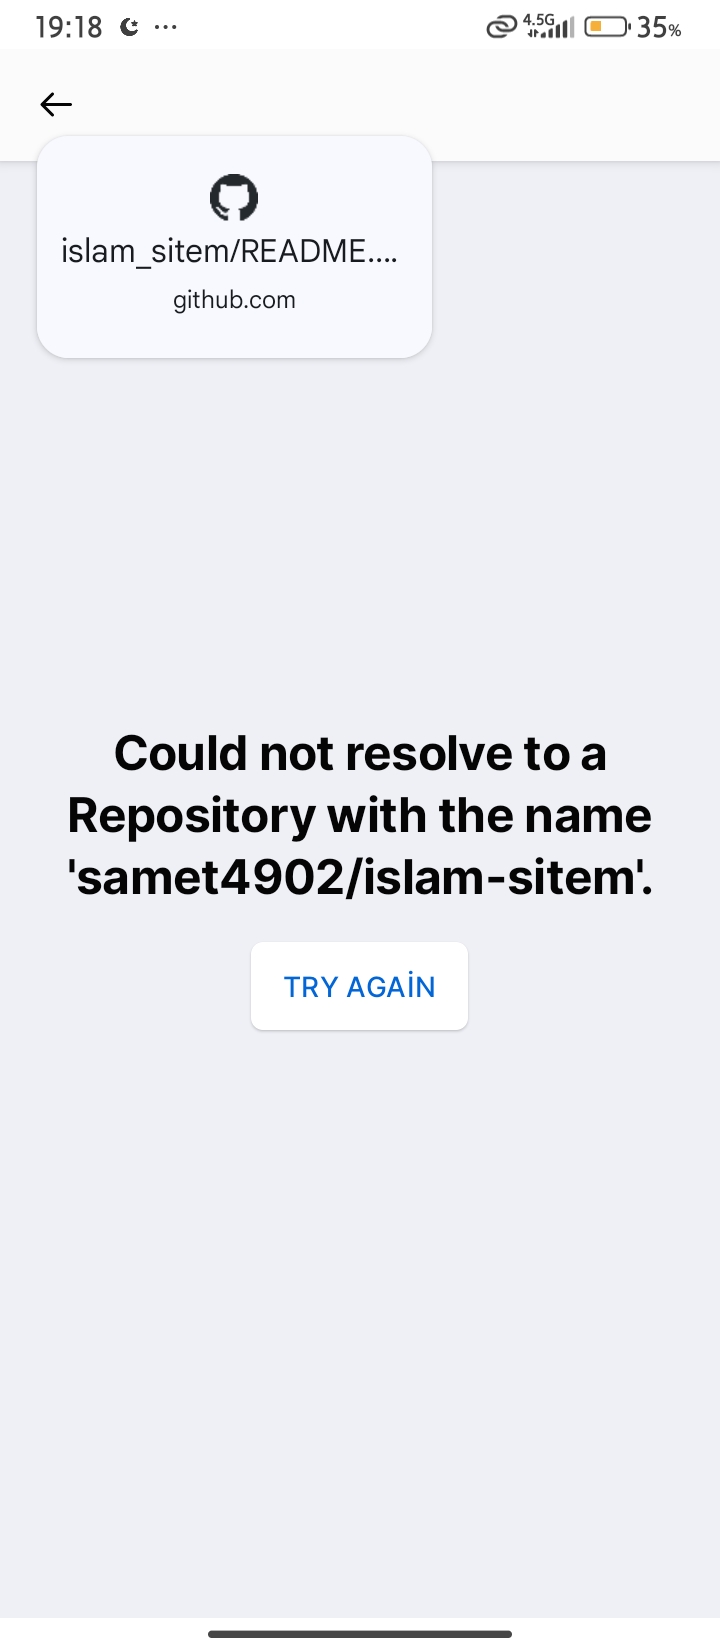 19:18
4.5G
35%
islam_sitem/README....
github.com
Could not resolve to a
Repository with the name
'samet4902/islam-sitem'.
TRY AGAİN